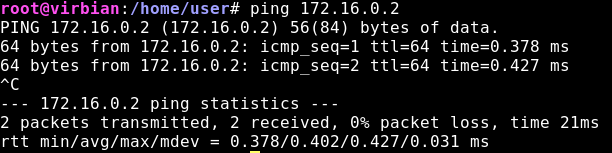 root@virbian:/home/user# ping 172.16.0.2
PING 172.16.0.2 (172.16.0.2) 56(84) bytes of data.
64 bytes from 172.16.0.2: icmp_seq=1 ttl=64 time=0.378 ms
64 bytes from 172.16.0.2: icmp_seq=2 ttl=64 time=0.427 ms
^C
--- 172.16.0.2 ping statistics ---
2 packets transmitted, 2 received, 0% packet loss, time 21ms
rtt min/avg/max/mdev = 0.378/0.402/0.427/0.031 ms